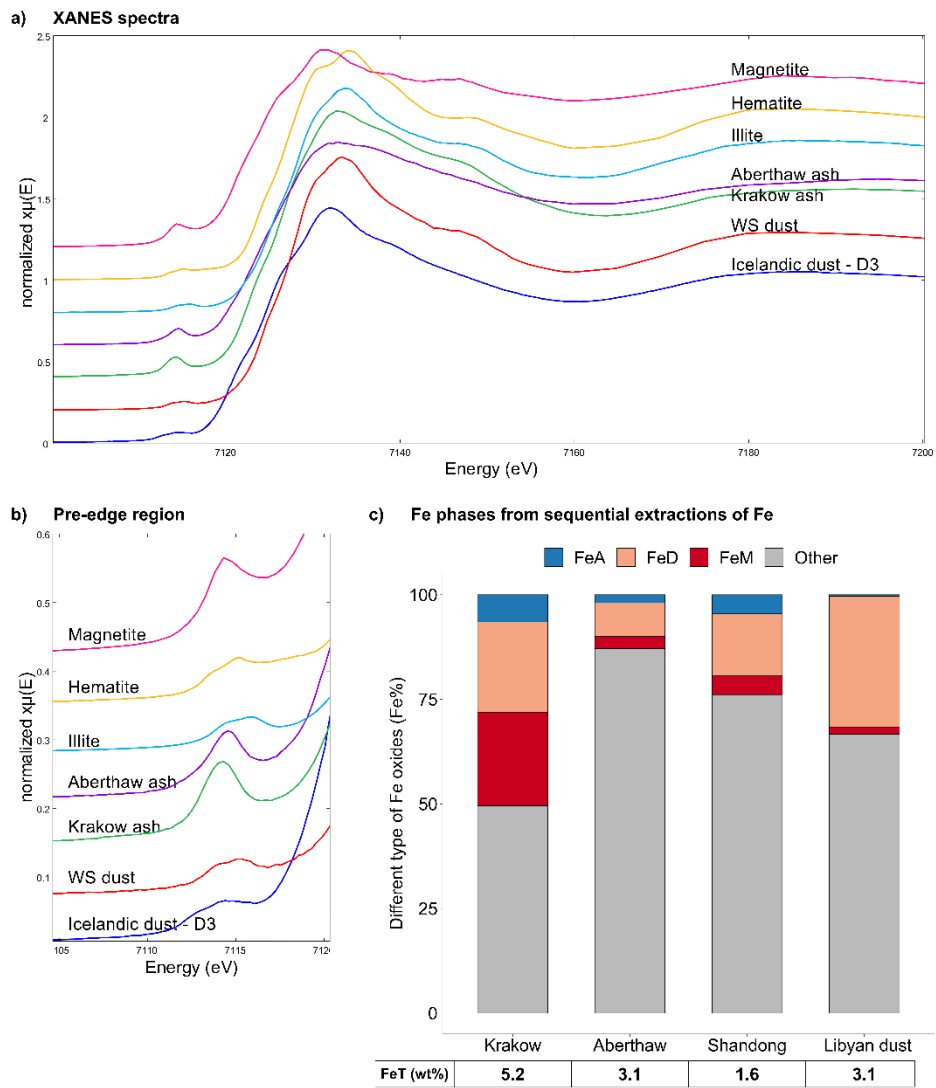 a) XANES spectra
normalized xμ(E)
2.5
2
1.5
1
0.5
0
Magnetite
Hematite
Illite
Aberthaw ash
Krakow ash
WS dust
Icelandic dust - D3
7120
7140
7160
7180
7200
Energy (eV)
b) Pre-edge region
normalized xμ(E)
0.6
0.5
0.4
0.3
0.2
0.1
Magnetite
Hematite
Illite
Aberthaw ash
Krakow ash
WS dust
Icelandic dust - D3
105
7110
7115
7120
Energy (eV)
c) Fe phases from sequential extractions of Fe
FeA FeD FeM Other
Different type of Fe oxides (Fe%)
100
75
50
25
0
Krakow Aberthaw Shandong Libyan dust
FeT (wt%) 5.2 3.1 1.6 3.1